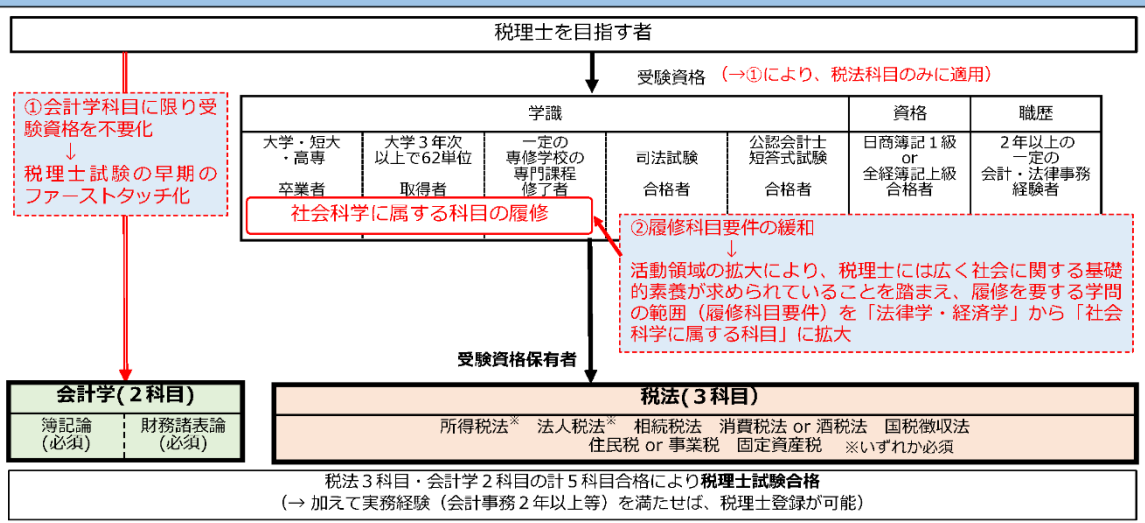 税理士を目指す者
受験資格 (→①により、税法科目のみに適用)
①会計学科目に限り受
験資格を不要化
↓
税理士試験の早期の
ファーストタッチ化
学識
資格
職歴
大学・短大
・高専
卒業者
大学3年次
以上で62単位
取得者
一定の
専修学校の
専門課程
修了者
司法試験
合格者
公認会計士
短答式試験
合格者
日商簿記1級
or
全経簿記上級
合格者
2年以上の
一定の
会計・法律事務
経験者
社会科学に属する科目の履修
②履修科目要件の緩和
↓
活動領域の拡大により、税理士には広く社会に関する基礎
的素養が求められていることを踏まえ、履修を要する学問
の範囲(履修科目要件)を「法律学・経済学」から「社会
科学に属する科目」に拡大
受験資格保有者
会計学(2科目)
簿記論
(必須)
財務諸表論
(必須)
税法(3科目)
所得税法※ 法人税法※ 相続税法 消費税法 or 酒税法 国税徴収法
住民税 or 事業税 固定資産税 ※いずれか必須
税法3科目・会計学2科目の計5科目合格により税理士試験合格
(→ 加えて実務経験(会計事務2年以上等)を満たせば、税理士登録が可能)